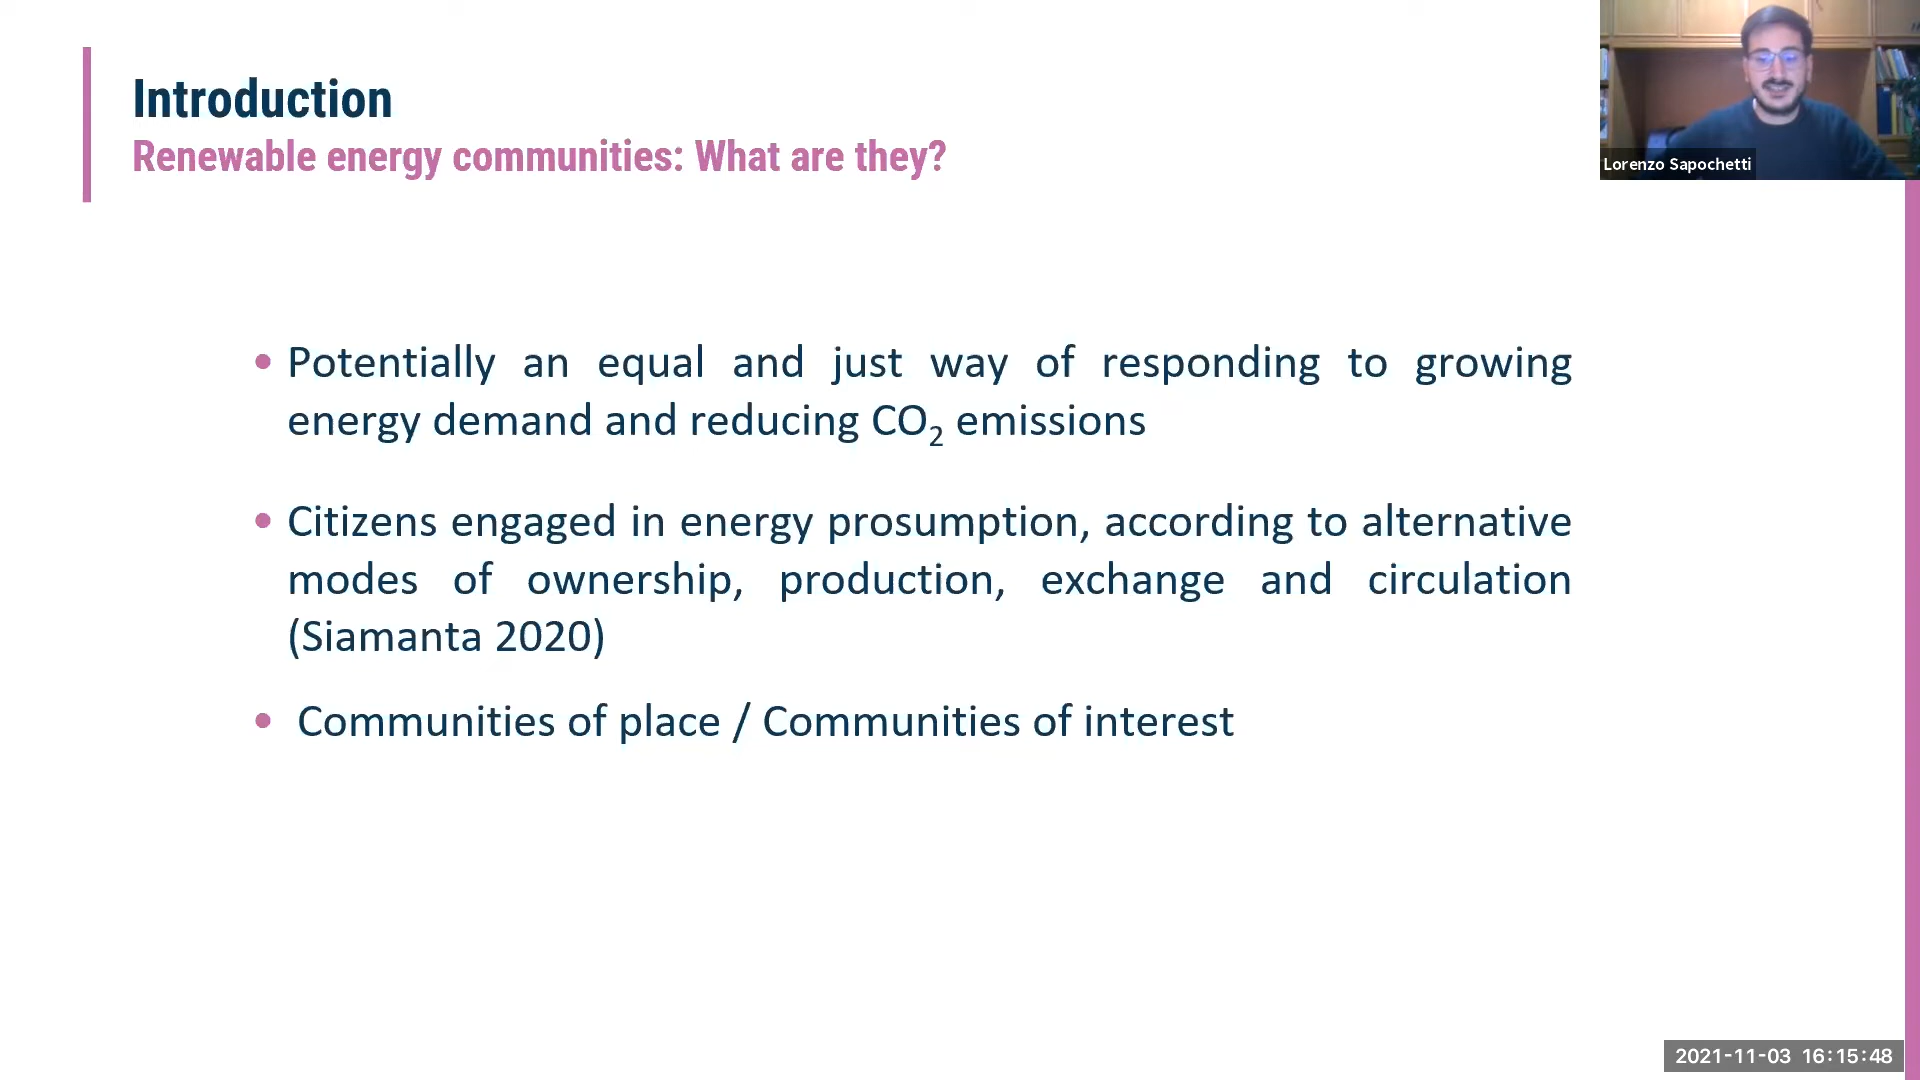 Introduction
Renewable energy communities: What are they?
Lorenzo Sapochetti
• Potentially an equal and just way of responding to growing
energy demand and reducing CO₂ emissions
• Citizens engaged in energy prosumption, according to alternative
modes of ownership, production, exchange and circulation
(Siamanta 2020)
• Communities of place / Communities of interest
2021-11-03 16:15:48